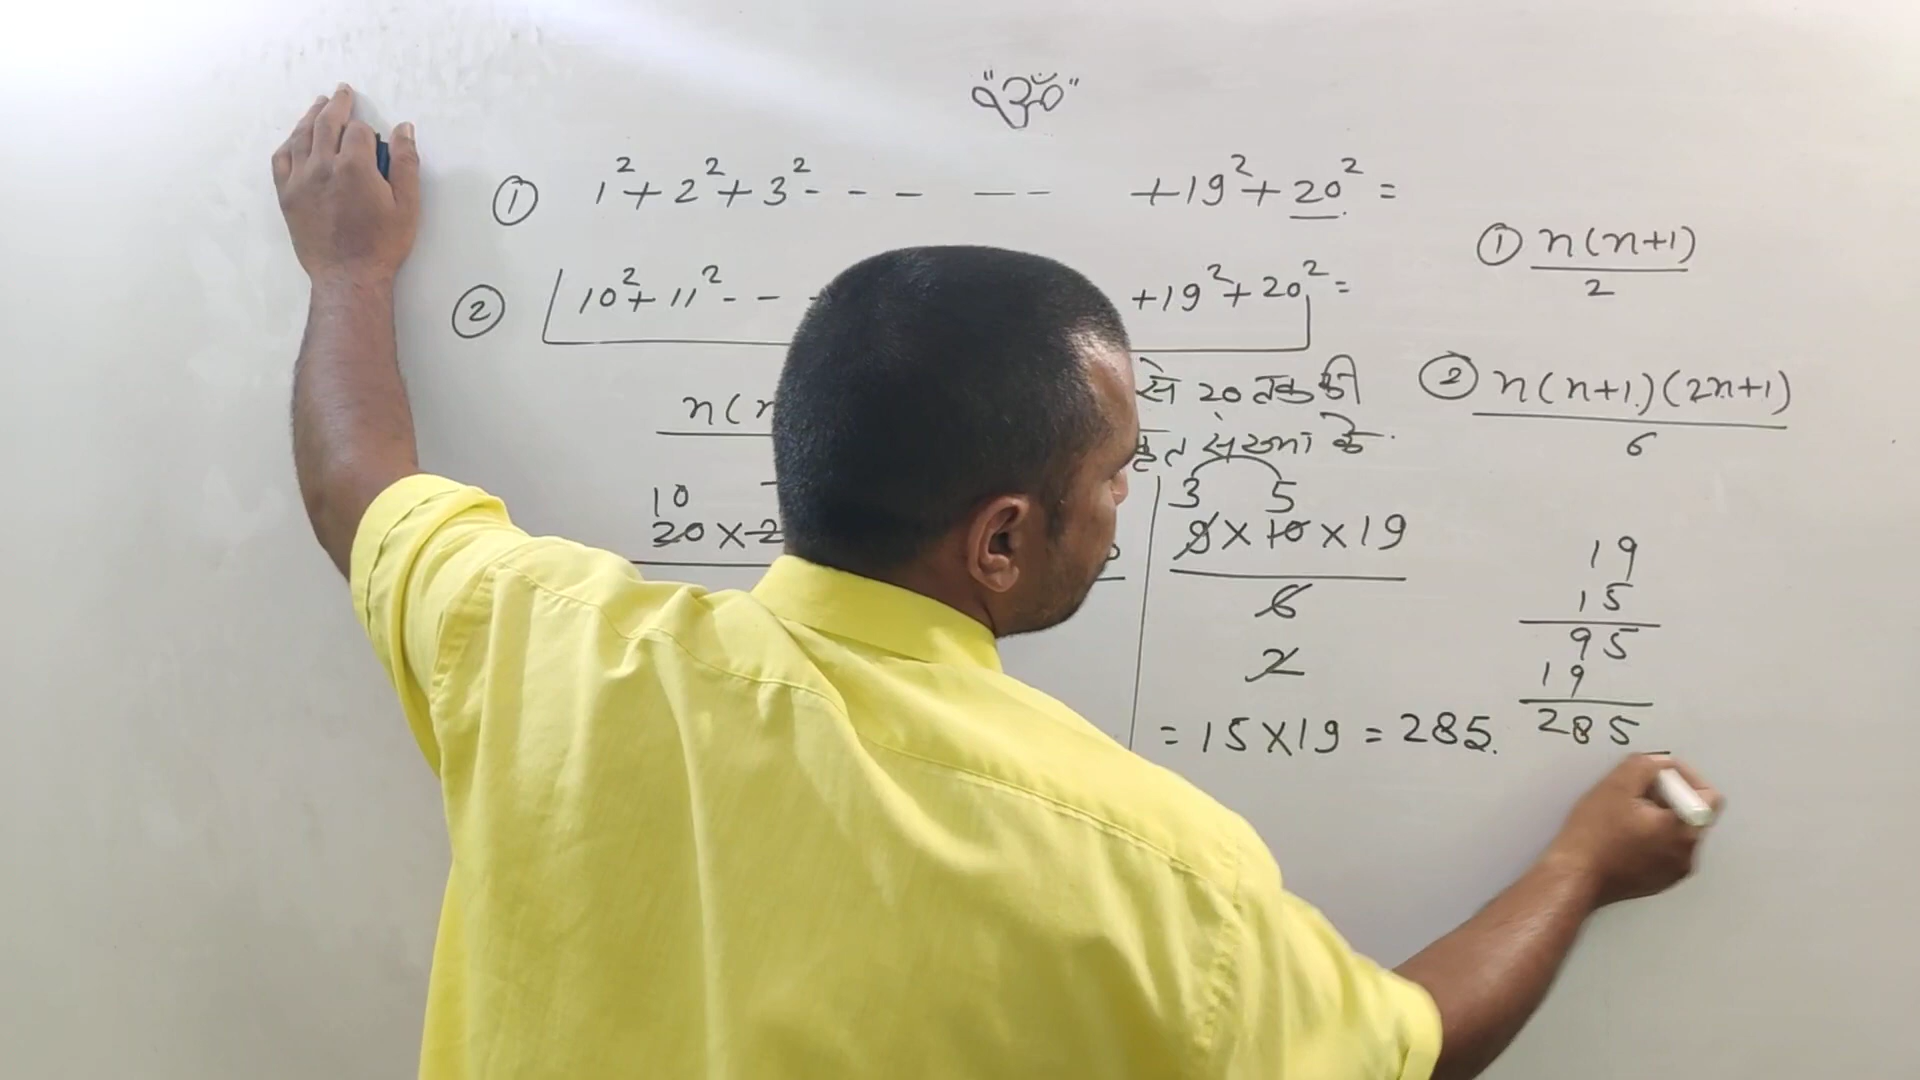 "ॐ"
① 1²+2²+3²- - - - - +19²+20² =
② 10²+11²- - +19²+20² =
n(
से 20 तक की
संख्या के
10
20×2
3 5
9×10×19
6
2
= 15×19 = 285.
① n(n+1)
2
② n(n+1)(2n+1)
6
19
15
95
19
285